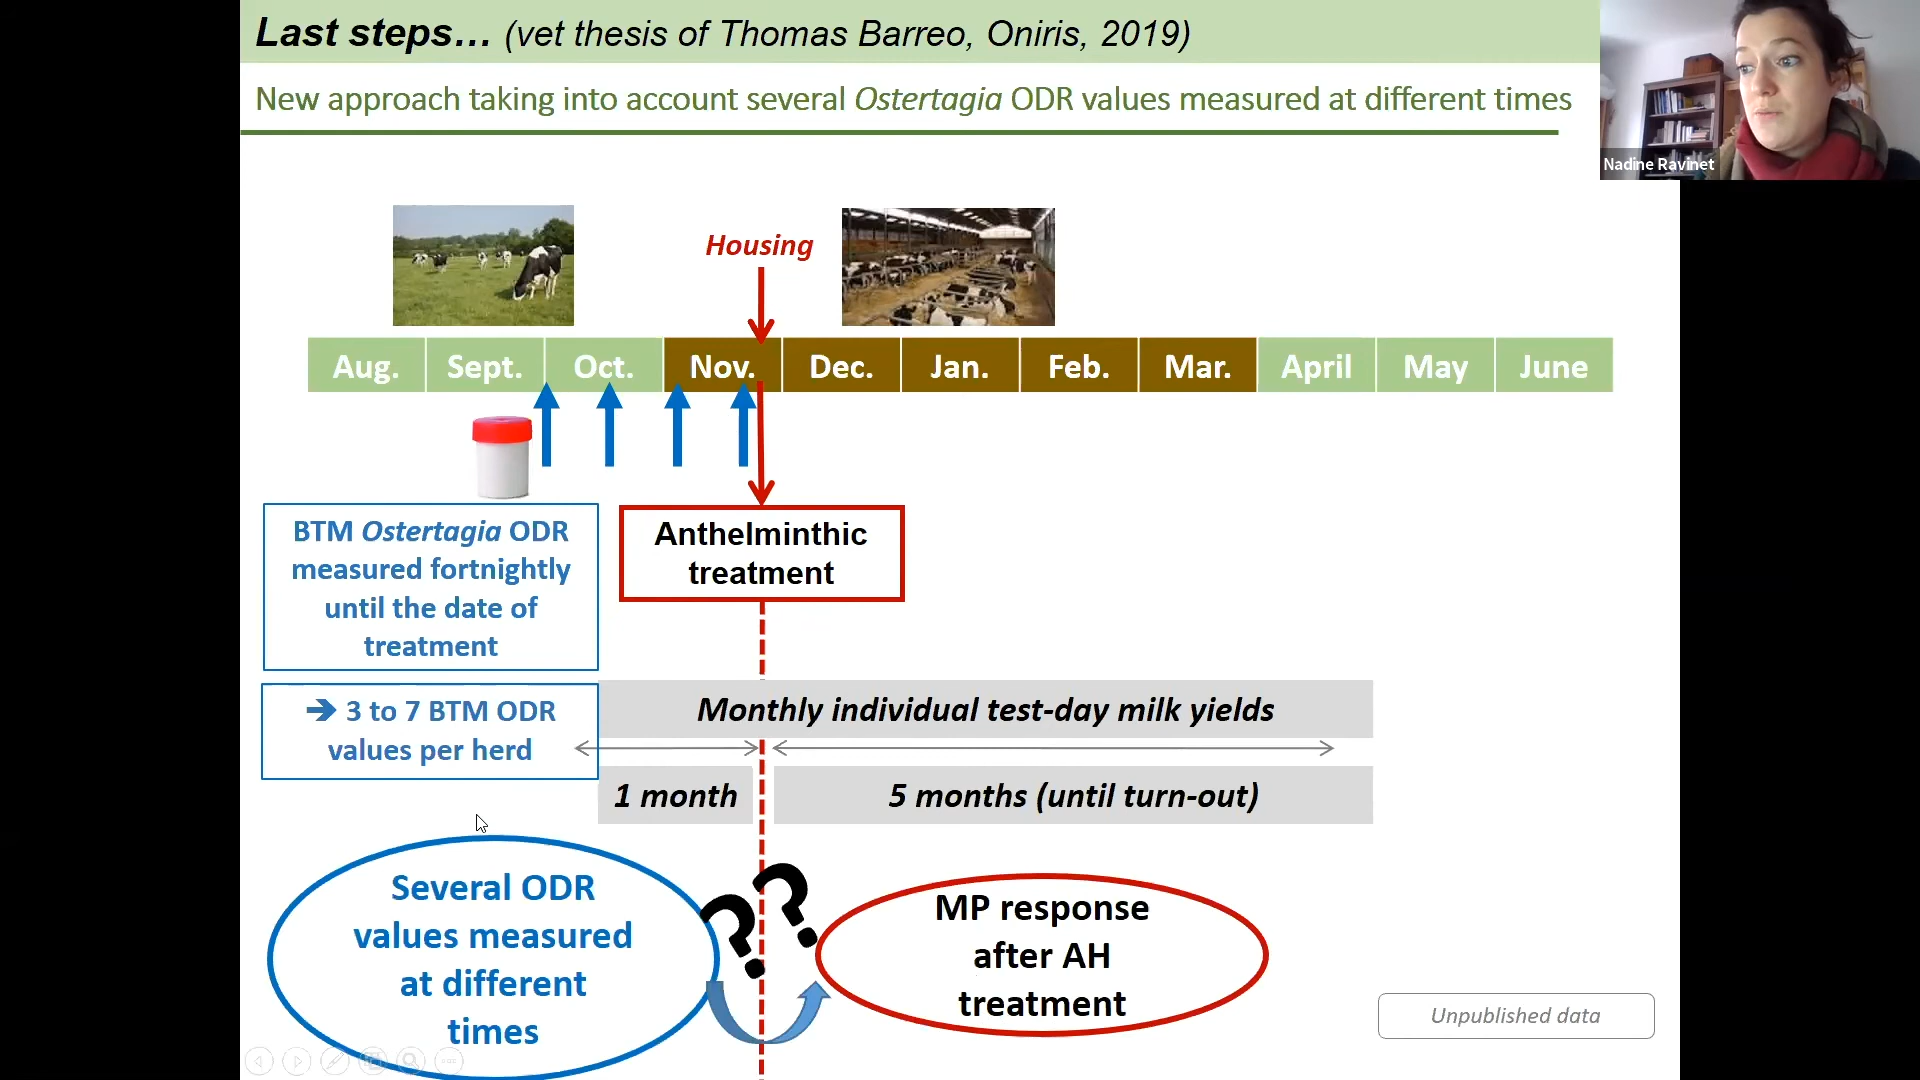 Last steps… (vet thesis of Thomas Barreo, Oniris, 2019)
New approach taking into account several Ostertagia ODR values measured at different times
Nadine Ravinet
Housing
Aug. Sept. Oct. Nov. Dec. Jan. Feb. Mar. April May June
BTM Ostertagia ODR
measured fortnightly
until the date of
treatment
Anthelminthic
treatment
➔ 3 to 7 BTM ODR
values per herd
Monthly individual test-day milk yields
1 month
5 months (until turn-out)
Several ODR
values measured
at different
times
??
MP response
after AH
treatment
Unpublished data